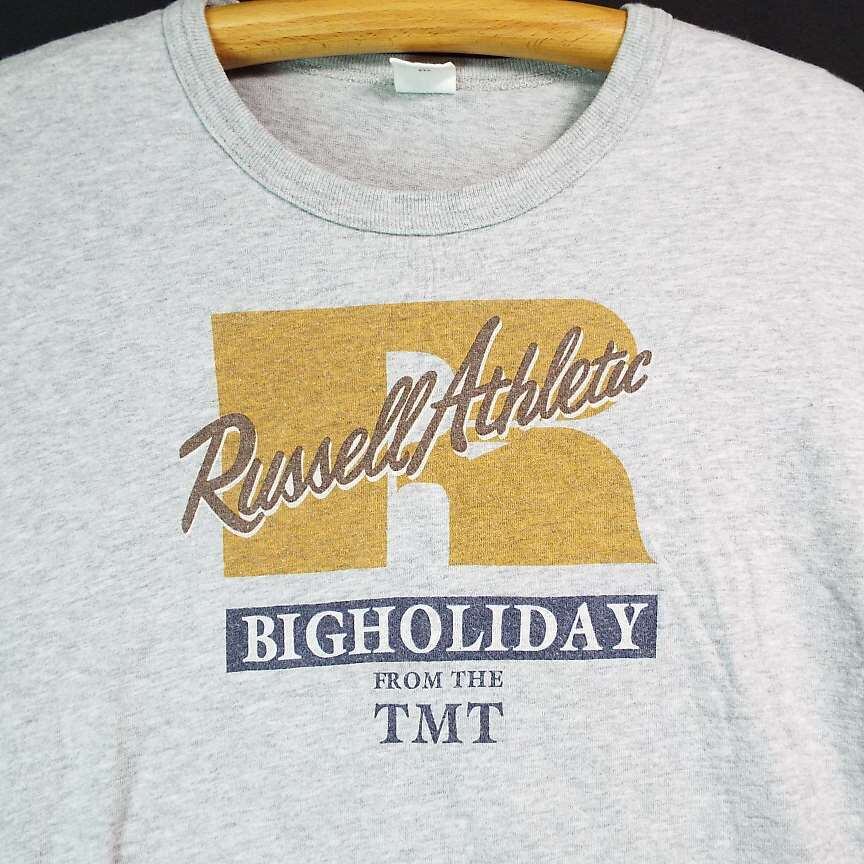 Russell Athletic
BIGHOLIDAY
FROM THE
TMT